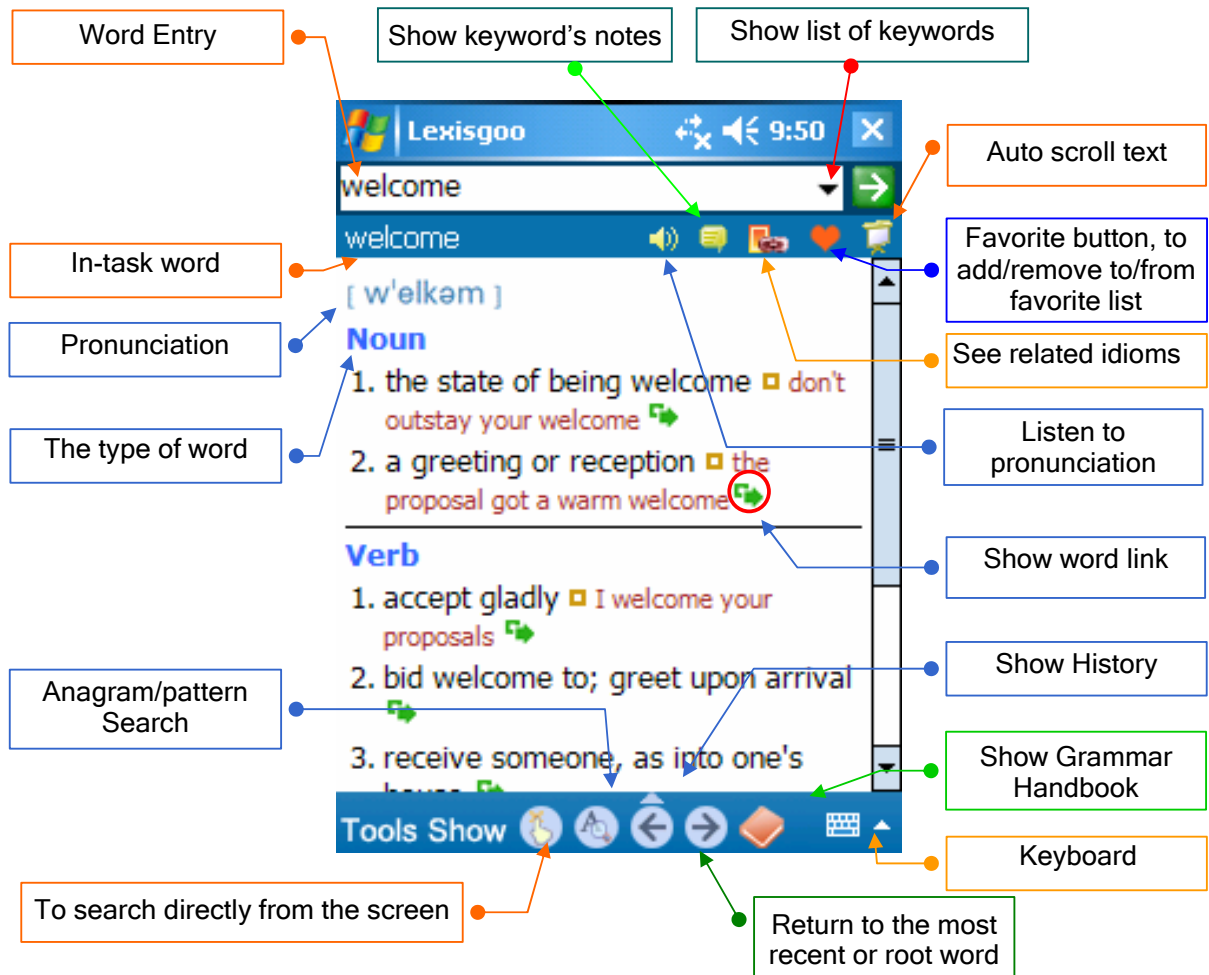 Word Entry
Show keyword's notes
Show list of keywords
Lexisgoo
9:50
welcome
welcome
Auto scroll text
In-task word
Favorite button, to
add/remove to/from
favorite list
[ w'elkəm ]
Pronunciation
Noun
See related idioms
1. the state of being welcome don't
outstay your welcome
The type of word
Listen to
pronunciation
2. a greeting or reception the
proposal got a warm welcome
Verb
Show word link
1. accept gladly I welcome your
proposals
2. bid welcome to; greet upon arrival
Anagram/pattern
Search
Show History
3. receive someone, as into one's
house
Show Grammar
Handbook
Tools Show
Keyboard
To search directly from the screen
Return to the most
recent or root word